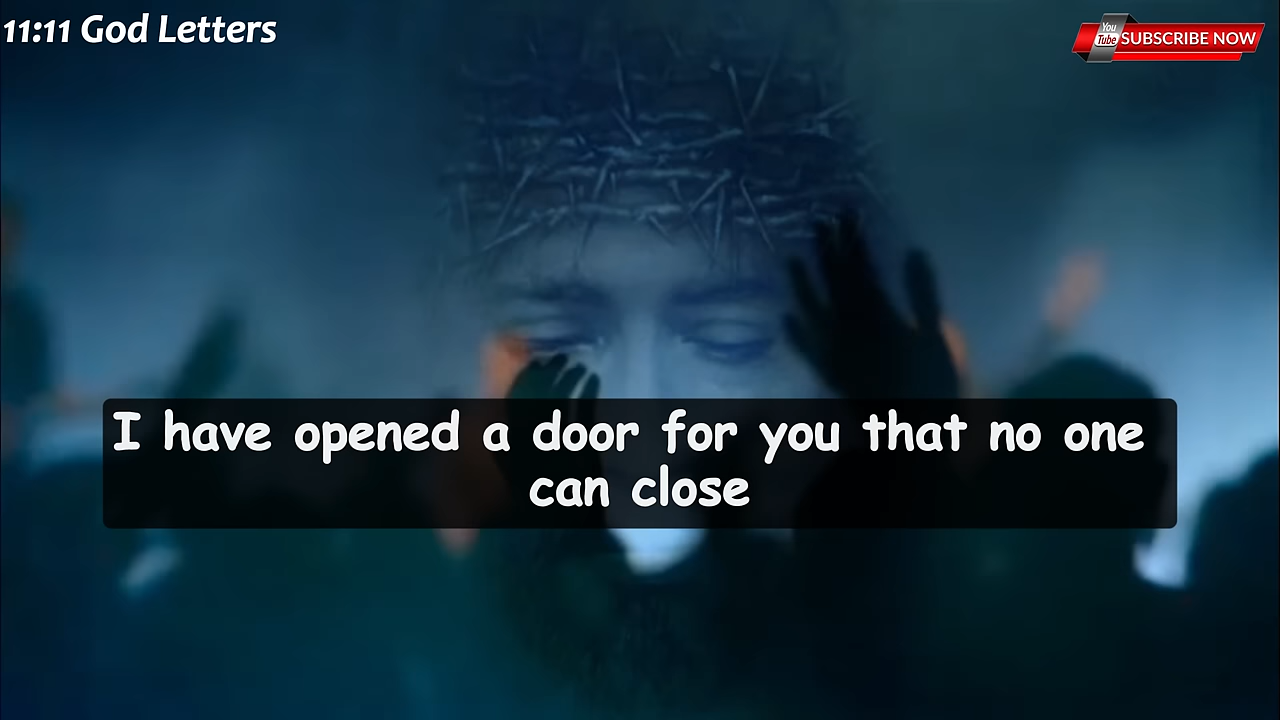 11:11 God Letters
You
Tube
SUBSCRIBE NOW
I have opened a door for you that no one
can close